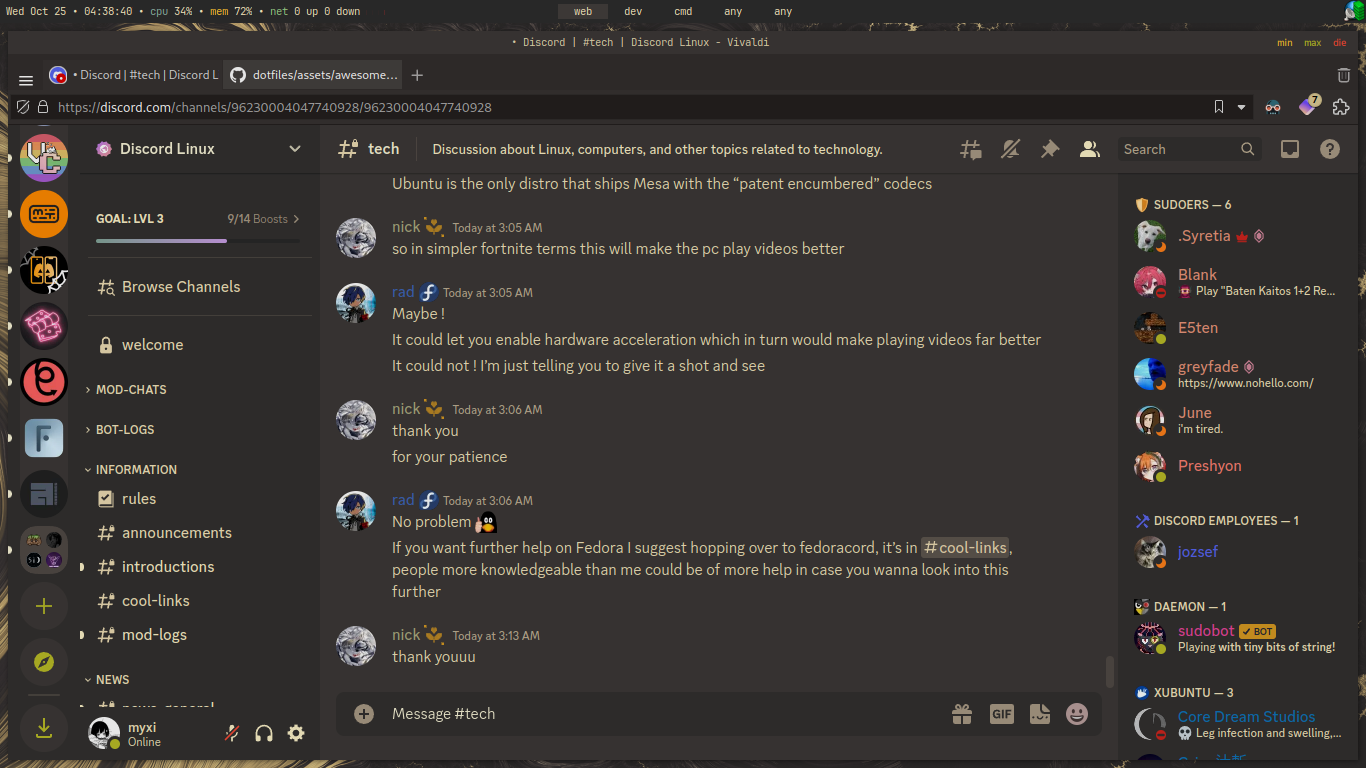 Wed Oct 25 • 04:38:40 • cpu 34% • mem 72% • net 0 up 0 down
web dev cmd any any
• Discord | #tech | Discord Linux - Vivaldi
min max die
• Discord | #tech | Discord L
dotfiles/assets/awesome...
https://discord.com/channels/96230004047740928/96230004047740928
7
Discord Linux
GOAL: LVL 3
9/14 Boosts
Browse Channels
welcome
MOD-CHATS
BOT-LOGS
INFORMATION
rules
announcements
introductions
cool-links
mod-logs
NEWS
myxi
Online
tech
Discussion about Linux, computers, and other topics related to technology.
Search
Ubuntu is the only distro that ships Mesa with the “patent encumbered” codecs
nick Today at 3:05 AM
so in simpler fortnite terms this will make the pc play videos better
rad Today at 3:05 AM
Maybe !
It could let you enable hardware acceleration which in turn would make playing videos far better
It could not ! I'm just telling you to give it a shot and see
nick Today at 3:06 AM
thank you
for your patience
rad Today at 3:06 AM
No problem
If you want further help on Fedora I suggest hopping over to fedoracord, it's in #cool-links,
people more knowledgeable than me could be of more help in case you wanna look into this
further
nick Today at 3:13 AM
thank youuu
Message #tech
GIF
SUDOERS — 6
.Syretia
Blank
Play "Baten Kaitos 1+2 Re...
E5ten
greyfade
https://www.nohello.com/
June
i'm tired.
Preshyon
DISCORD EMPLOYEES — 1
jozsef
DAEMON — 1
sudobot BOT
Playing with tiny bits of string!
XUBUNTU — 3
Core Dream Studios
Leg infection and swelling,...